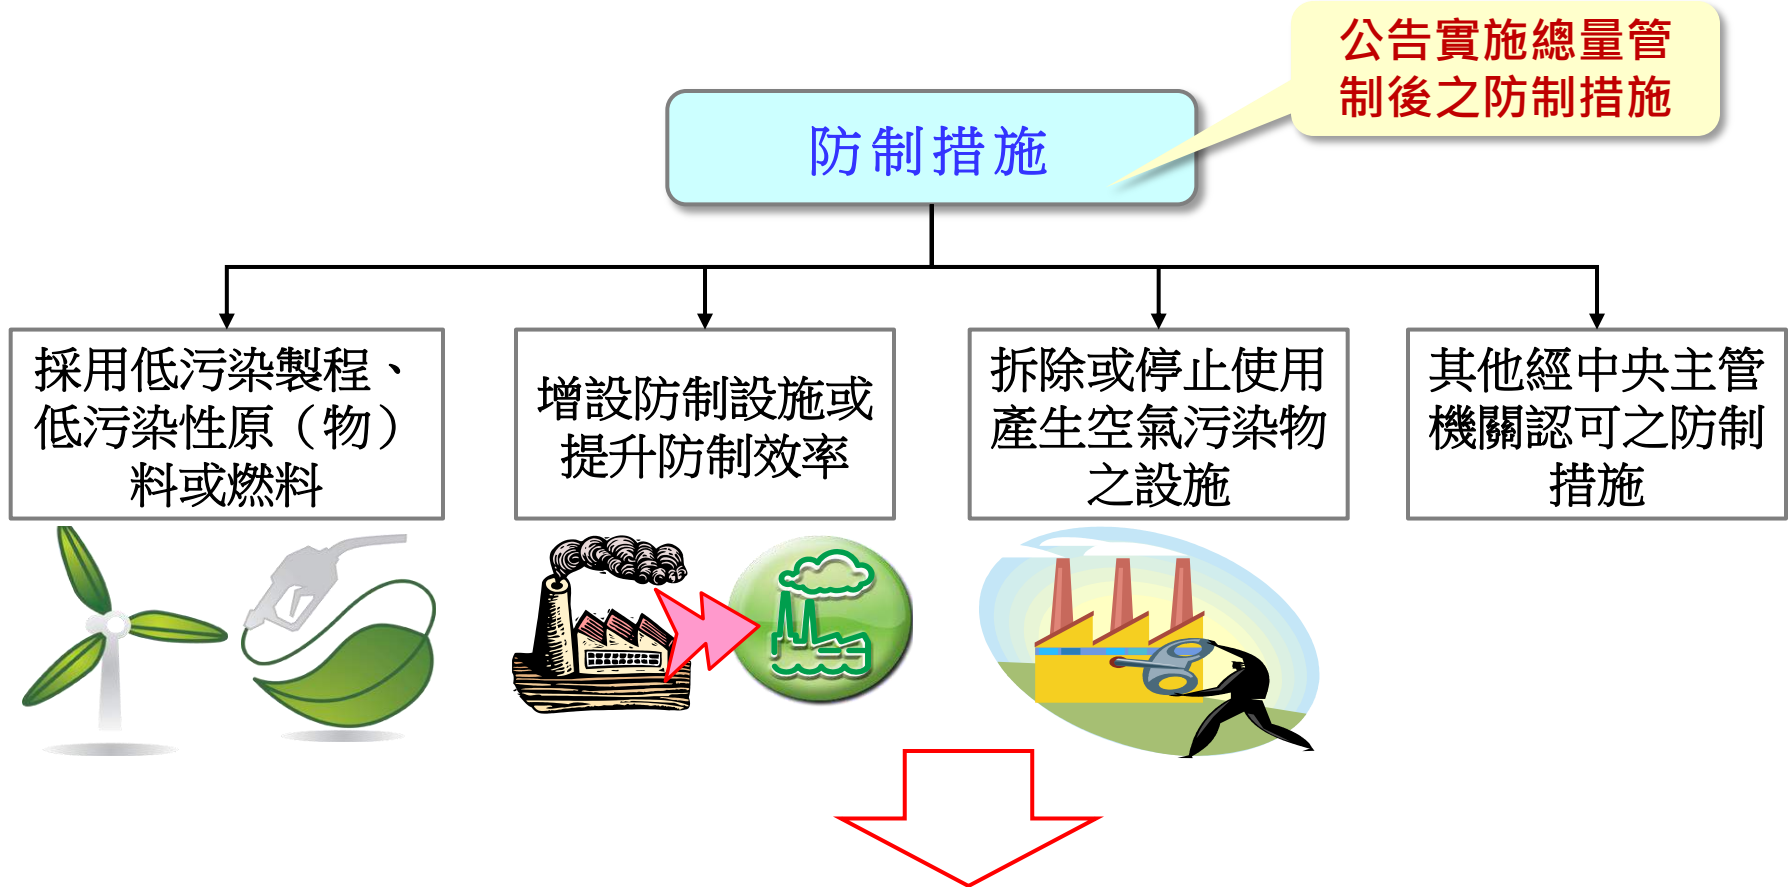 公告實施總量管
制後之防制措施
防制措施
採用低污染製程、
低污染性原（物）
料或燃料
增設防制設施或
提升防制效率
拆除或停止使用
產生空氣污染物
之設施
其他經中央主管
機關認可之防制
措施